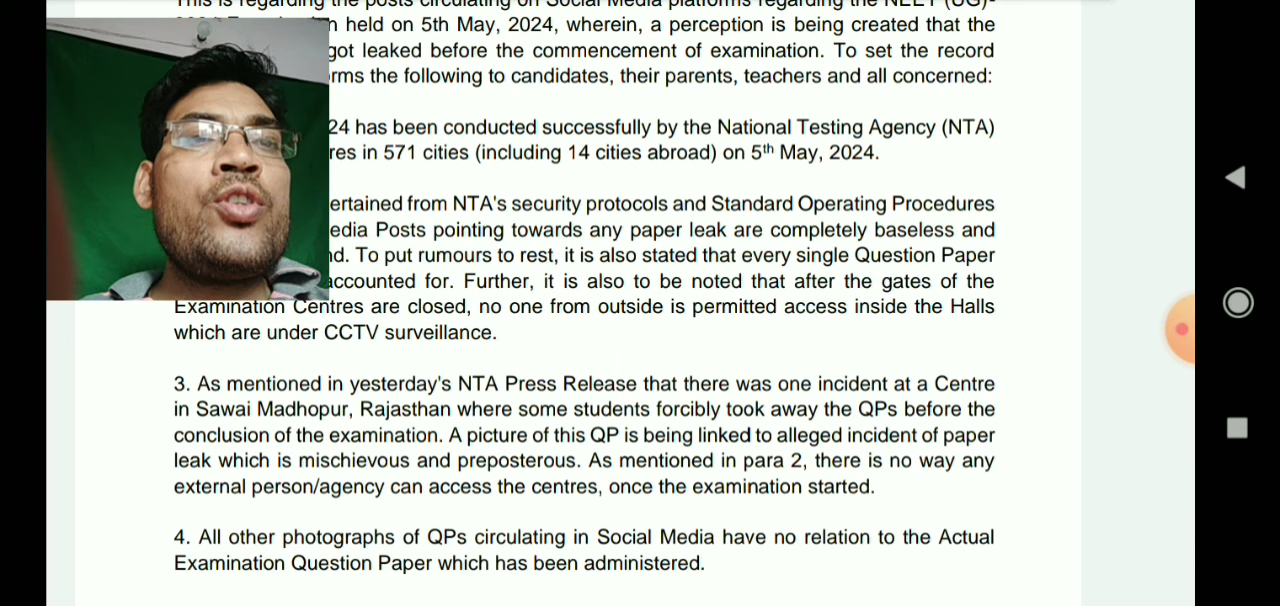 This is regarding the posts circulating on Social Media platforms regarding the NEET (UG)-
held on 5th May, 2024, wherein, a perception is being created that the
got leaked before the commencement of examination. To set the record
the following to candidates, their parents, teachers and all concerned:
24 has been conducted successfully by the National Testing Agency (NTA)
res in 571 cities (including 14 cities abroad) on 5th May, 2024.
ertained from NTA's security protocols and Standard Operating Procedures
edia Posts pointing towards any paper leak are completely baseless and
nd. To put rumours to rest, it is also stated that every single Question Paper
accounted for. Further, it is also to be noted that after the gates of the
Examination Centres are closed, no one from outside is permitted access inside the Halls
which are under CCTV surveillance.
3. As mentioned in yesterday's NTA Press Release that there was one incident at a Centre
in Sawai Madhopur, Rajasthan where some students forcibly took away the QPs before the
conclusion of the examination. A picture of this QP is being linked to alleged incident of paper
leak which is mischievous and preposterous. As mentioned in para 2, there is no way any
external person/agency can access the centres, once the examination started.
4. All other photographs of QPs circulating in Social Media have no relation to the Actual
Examination Question Paper which has been administered.